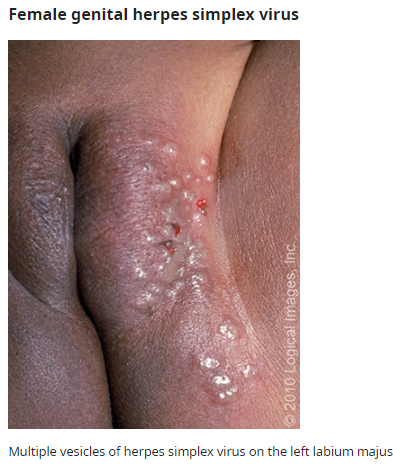 Female genital herpes simplex virus
© 2010 Logical Images, Inc.
Multiple vesicles of herpes simplex virus on the left labium majus